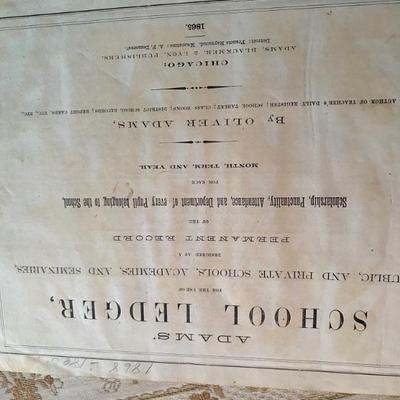 ADAMS'
SCHOOL LEDGER,
FOR THE USE OF
PUBLIC, AND PRIVATE SCHOOLS, ACADEMIES, AND SEMINARIES,
DESIGNED AS A
PERMANENT RECORD
OF THE
Scholarship, Punctuality, Attendance, and Deportment of every Pupil belonging to the School,
FOR EACH
MONTH, TERM, AND YEAR.
By OLIVER ADAMS,
AUTHOR OF TEACHER'S DAILY REGISTER; SCHOOL TABLET; CLASS BOOK; DISTRICT SCHOOL RECORDS; REPORT CARDS, ETC., ETC.
CHICAGO:
ADAMS, BLACKMER, & LYON, PUBLISHERS.
Detroit: Francis Raymond.
1865.
1868